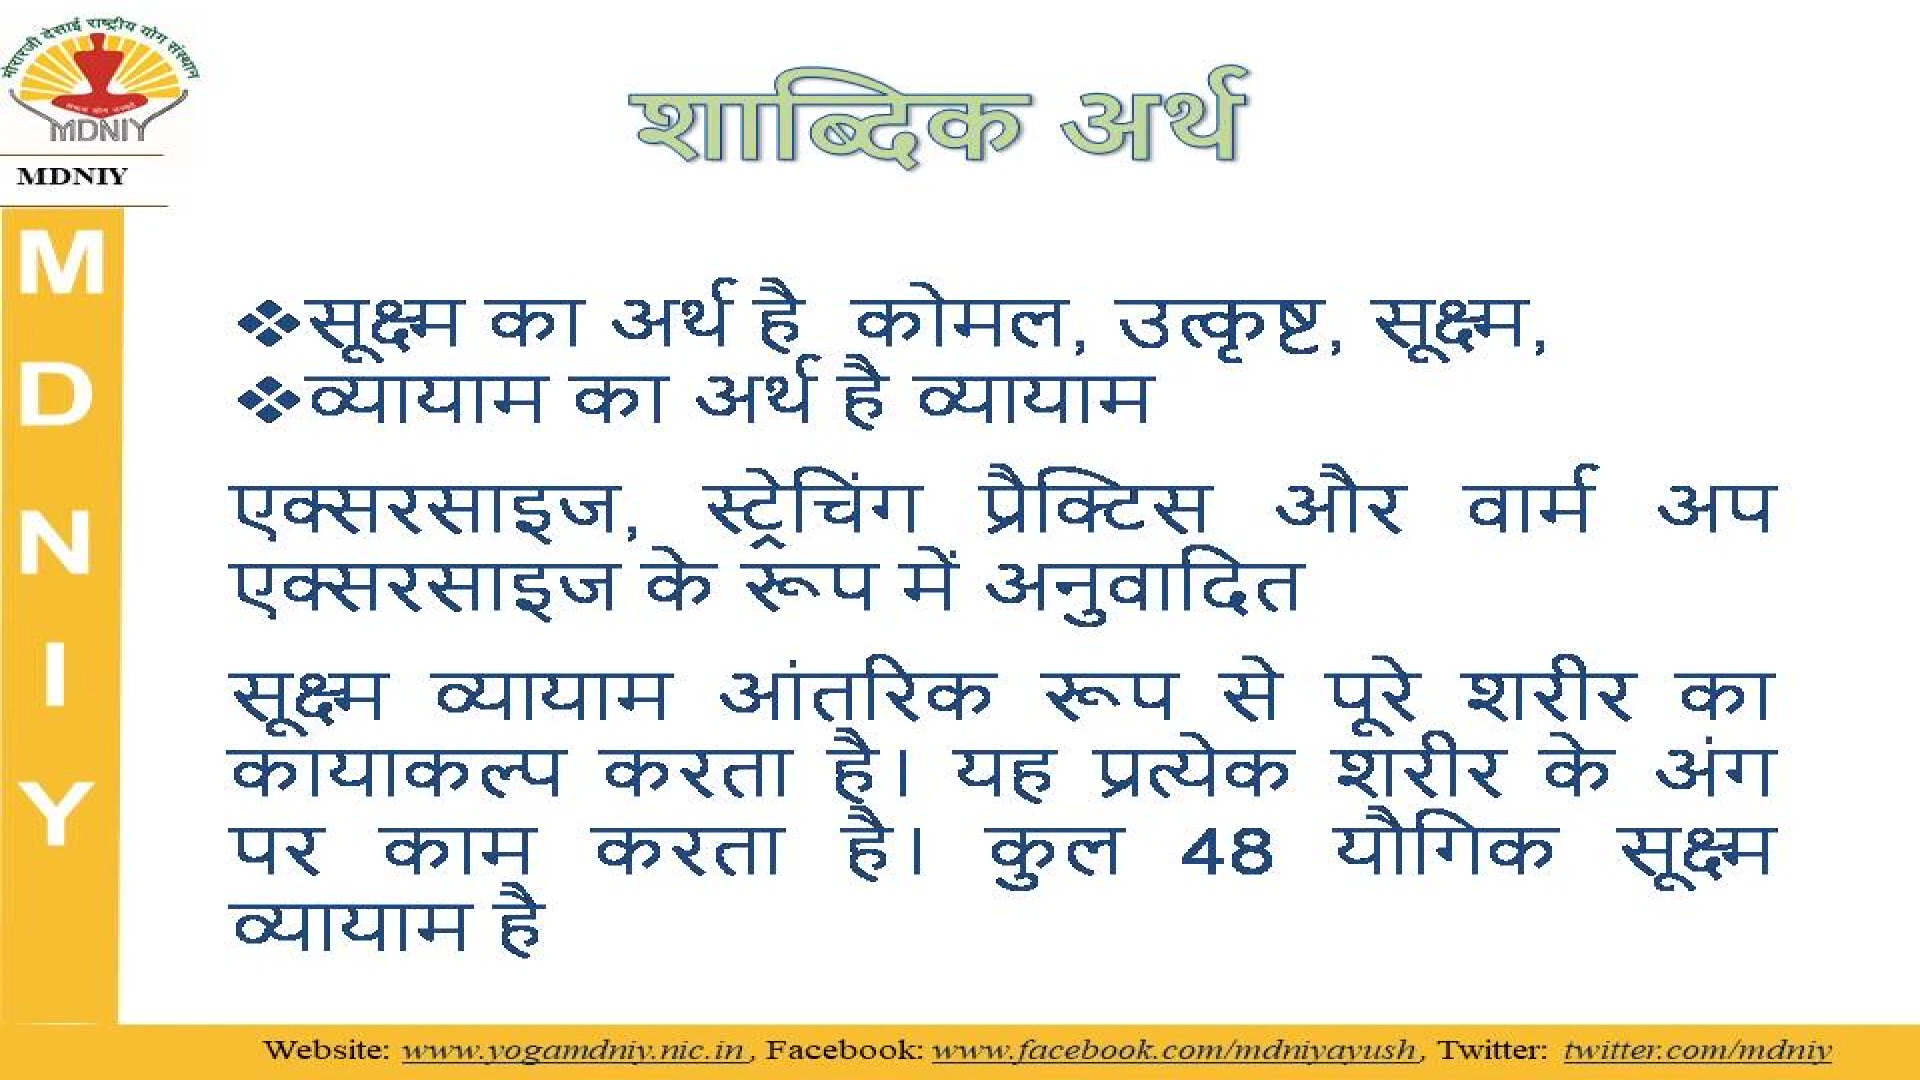 मोरारजी देसाई राष्ट्रीय योग संस्थान
MDNIY
MDNIY
M
D
N
I
Y
शाब्दिक अर्थ
❖सूक्ष्म का अर्थ है कोमल, उत्कृष्ट, सूक्ष्म,
❖व्यायाम का अर्थ है व्यायाम
एक्सरसाइज, स्ट्रेचिंग प्रैक्टिस और वार्म अप
एक्सरसाइज के रूप में अनुवादित
सूक्ष्म व्यायाम आंतरिक रूप से पूरे शरीर का
कायाकल्प करता है। यह प्रत्येक शरीर के अंग
पर काम करता है। कुल 48 यौगिक सूक्ष्म
व्यायाम है
Website: www.yogamdniy.nic.in, Facebook: www.facebook.com/mdniyayush, Twitter: twitter.com/mdniy